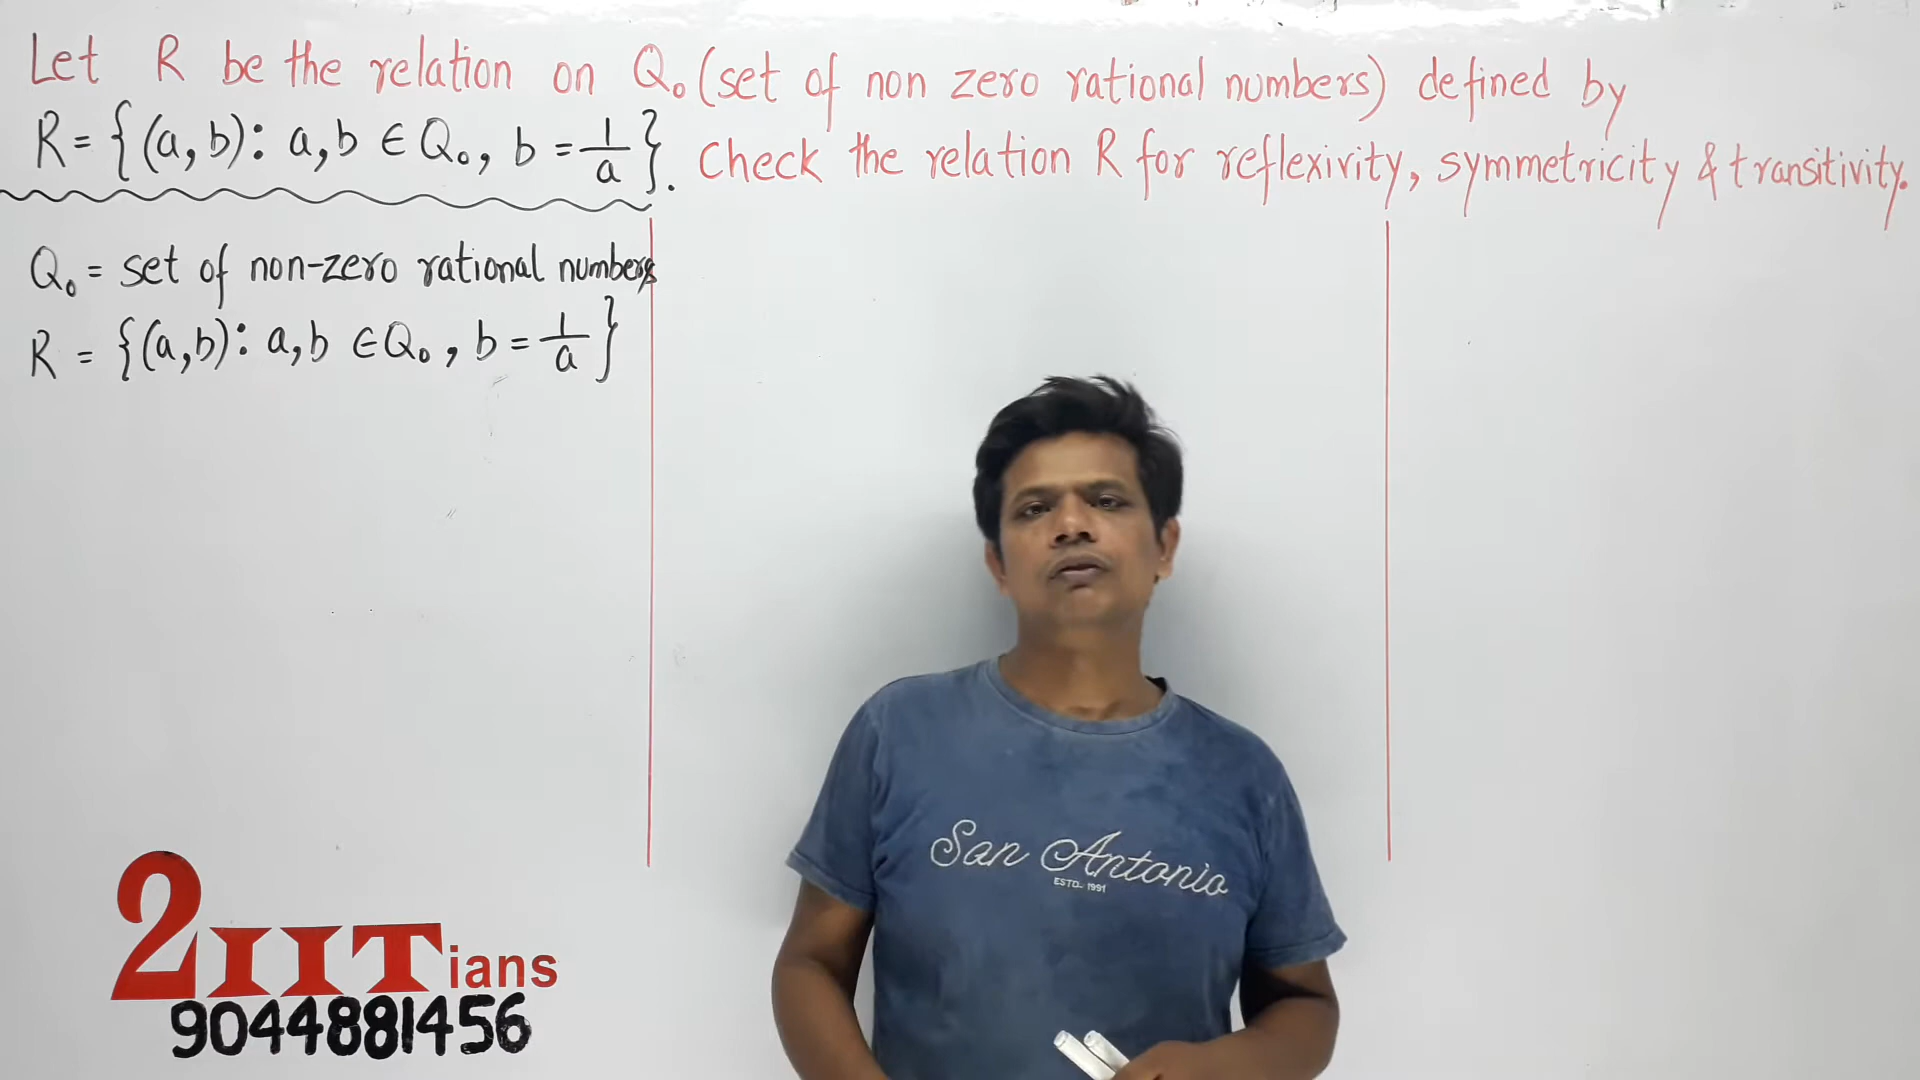 Let R be the relation on Q₀ (set of non zero rational numbers) defined by
R = {(a, b): a, b ∈ Q₀, b = 1/a}. Check the relation R for reflexivity, symmetricity & transitivity.
Q₀ = set of non-zero rational numbers
R = {(a,b): a,b ∈ Q₀, b = 1/a}
San Antonio
ESTD. 1991
2IITians
9044881456